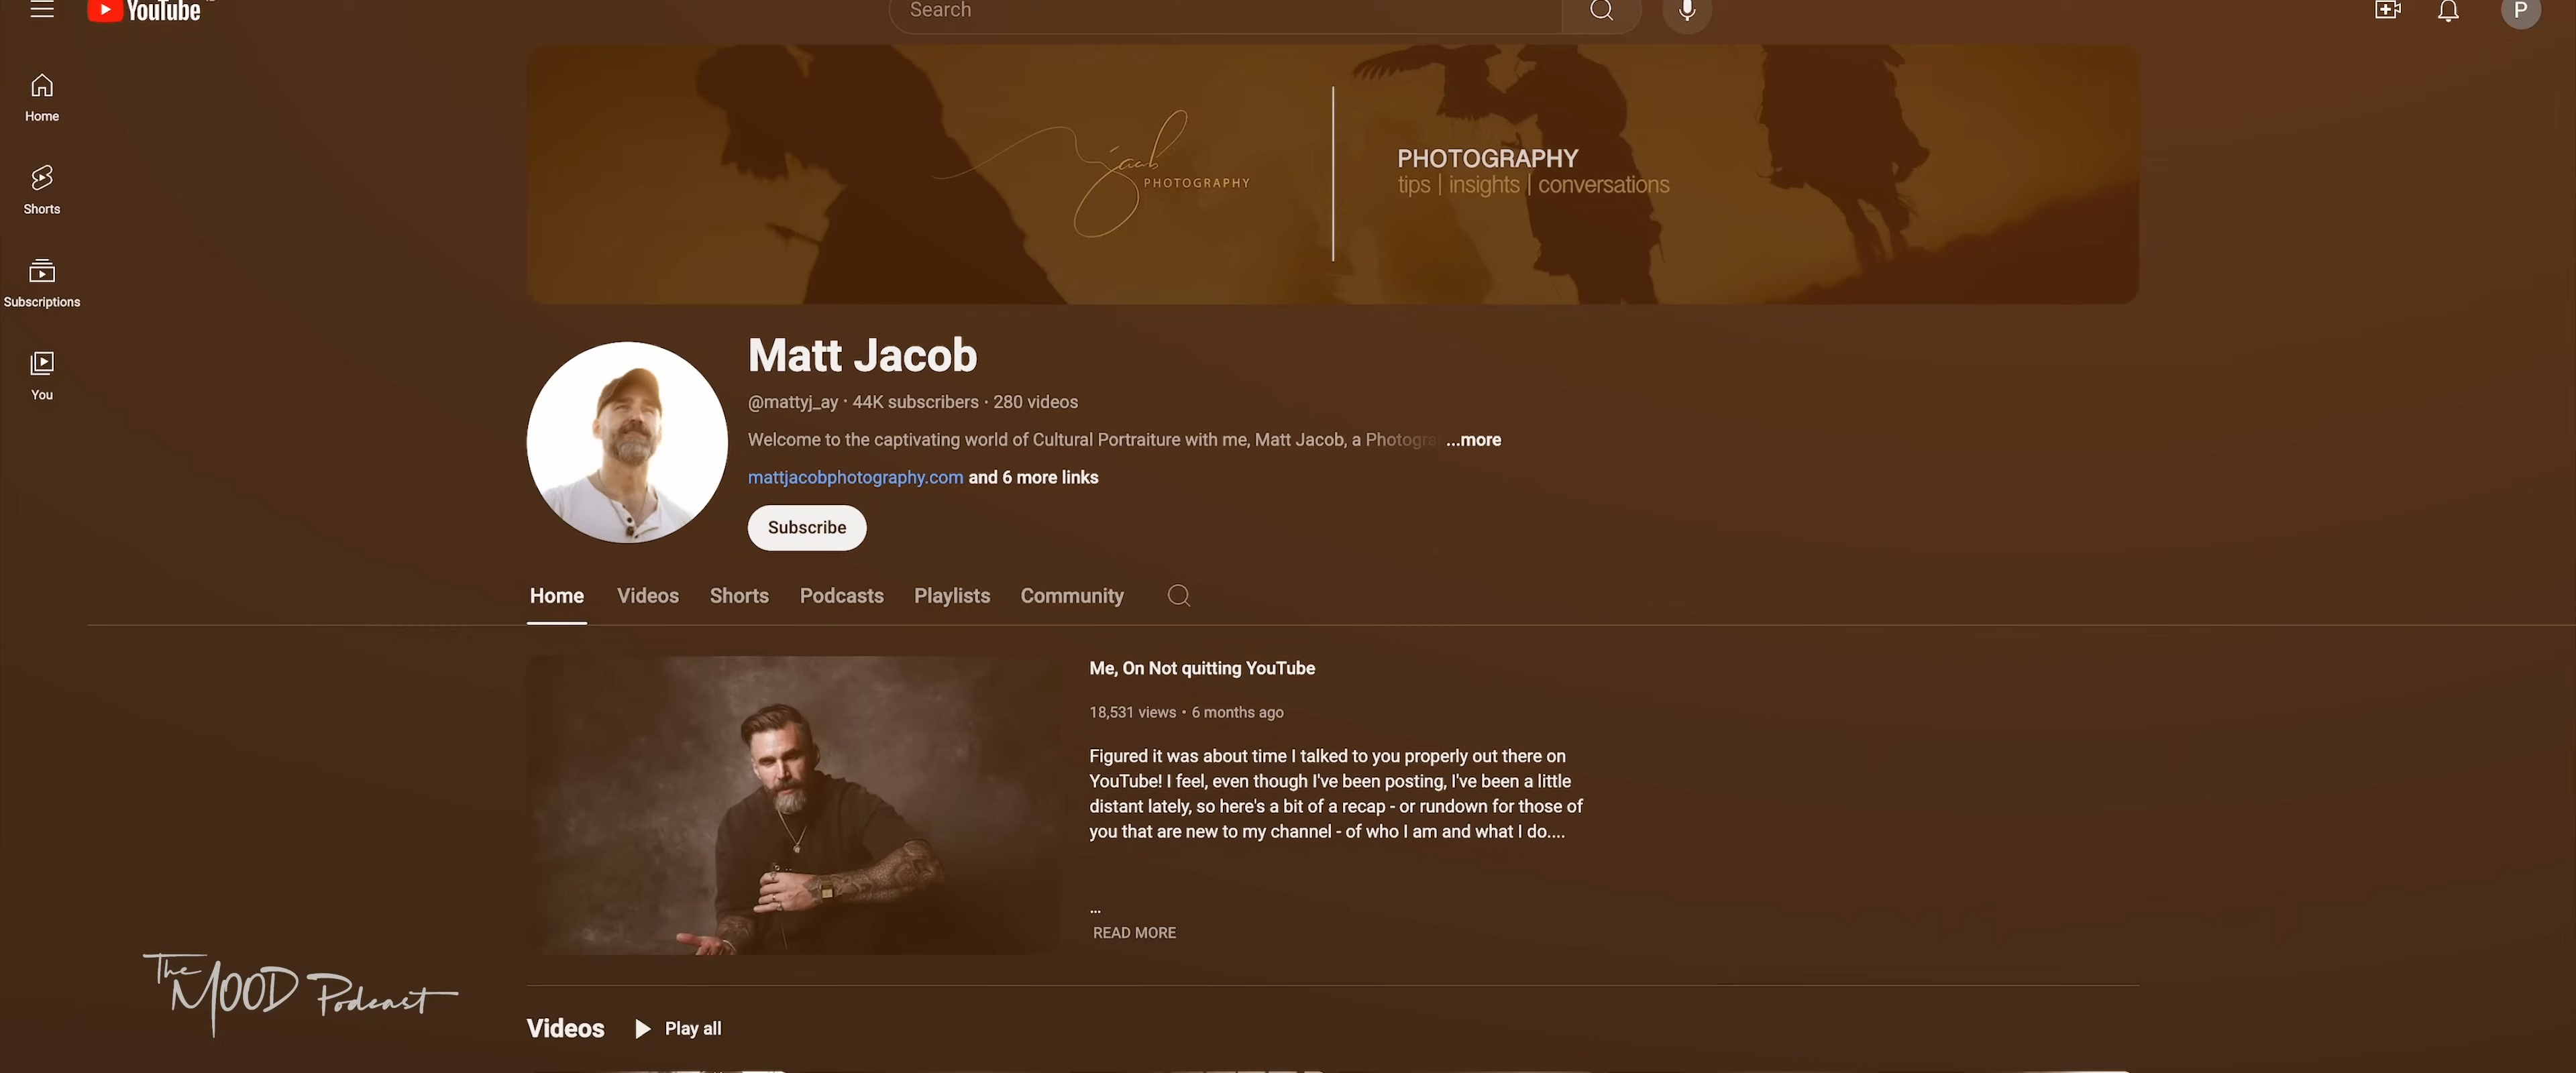 YouTube
Search
P
Home
Shorts
Subscriptions
You
jacob
PHOTOGRAPHY
PHOTOGRAPHY
tips | insights | conversations
Matt Jacob
@mattyj_ay · 44K subscribers · 280 videos
Welcome to the captivating world of Cultural Portraiture with me, Matt Jacob, a Photogra ...more
mattjacobphotography.com and 6 more links
Subscribe
Home Videos Shorts Podcasts Playlists Community
Me, On Not quitting YouTube
18,531 views • 6 months ago
Figured it was about time I talked to you properly out there on
YouTube! I feel, even though I've been posting, I've been a little
distant lately, so here's a bit of a recap - or rundown for those of
you that are new to my channel - of who I am and what I do....
...
READ MORE
The MOOD Podcast
Videos Play all